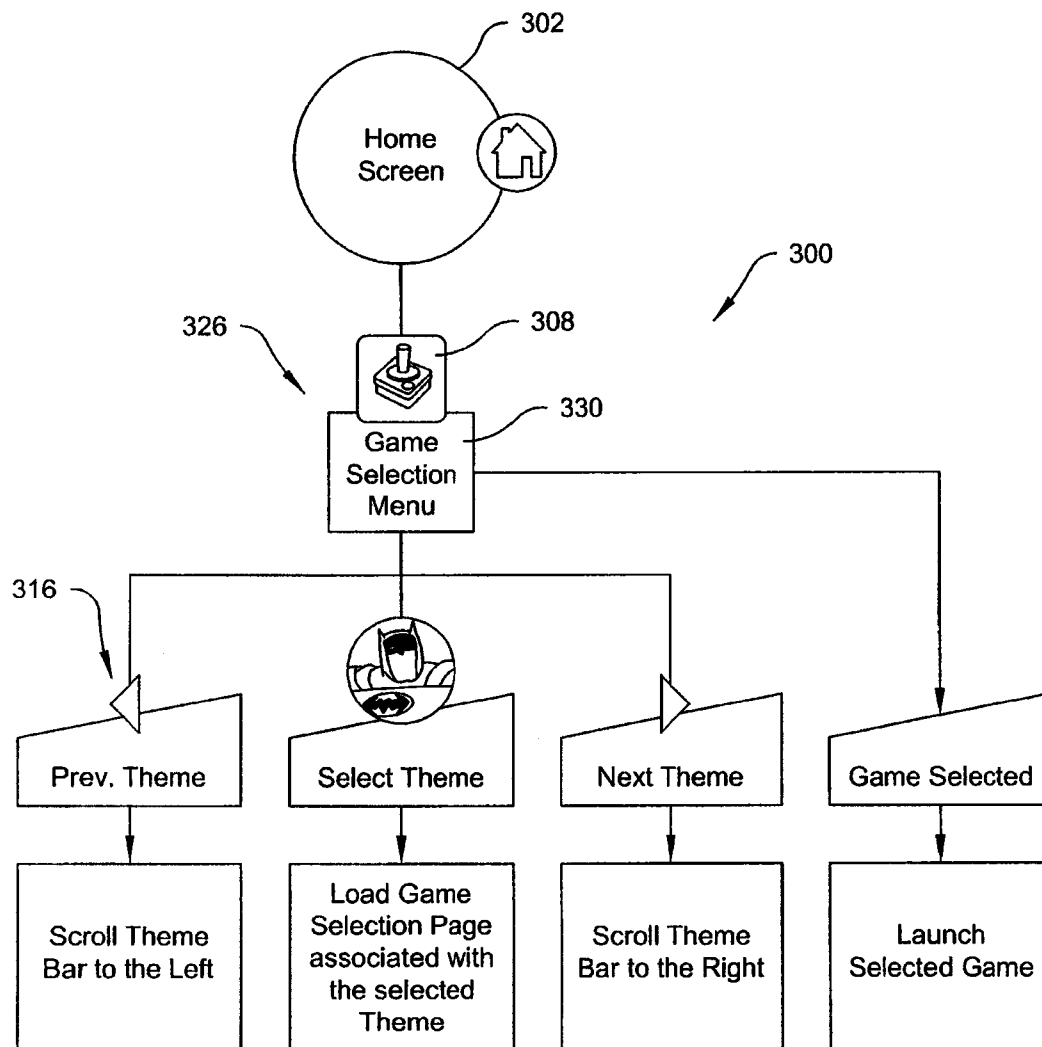 302
Home
Screen
300
326
308
330
Game
Selection
Menu
316
Prev. Theme
Select Theme
Next Theme
Game Selected
Scroll Theme
Bar to the Left
Load Game
Selection Page
associated with
the selected
Theme
Scroll Theme
Bar to the Right
Launch
Selected Game